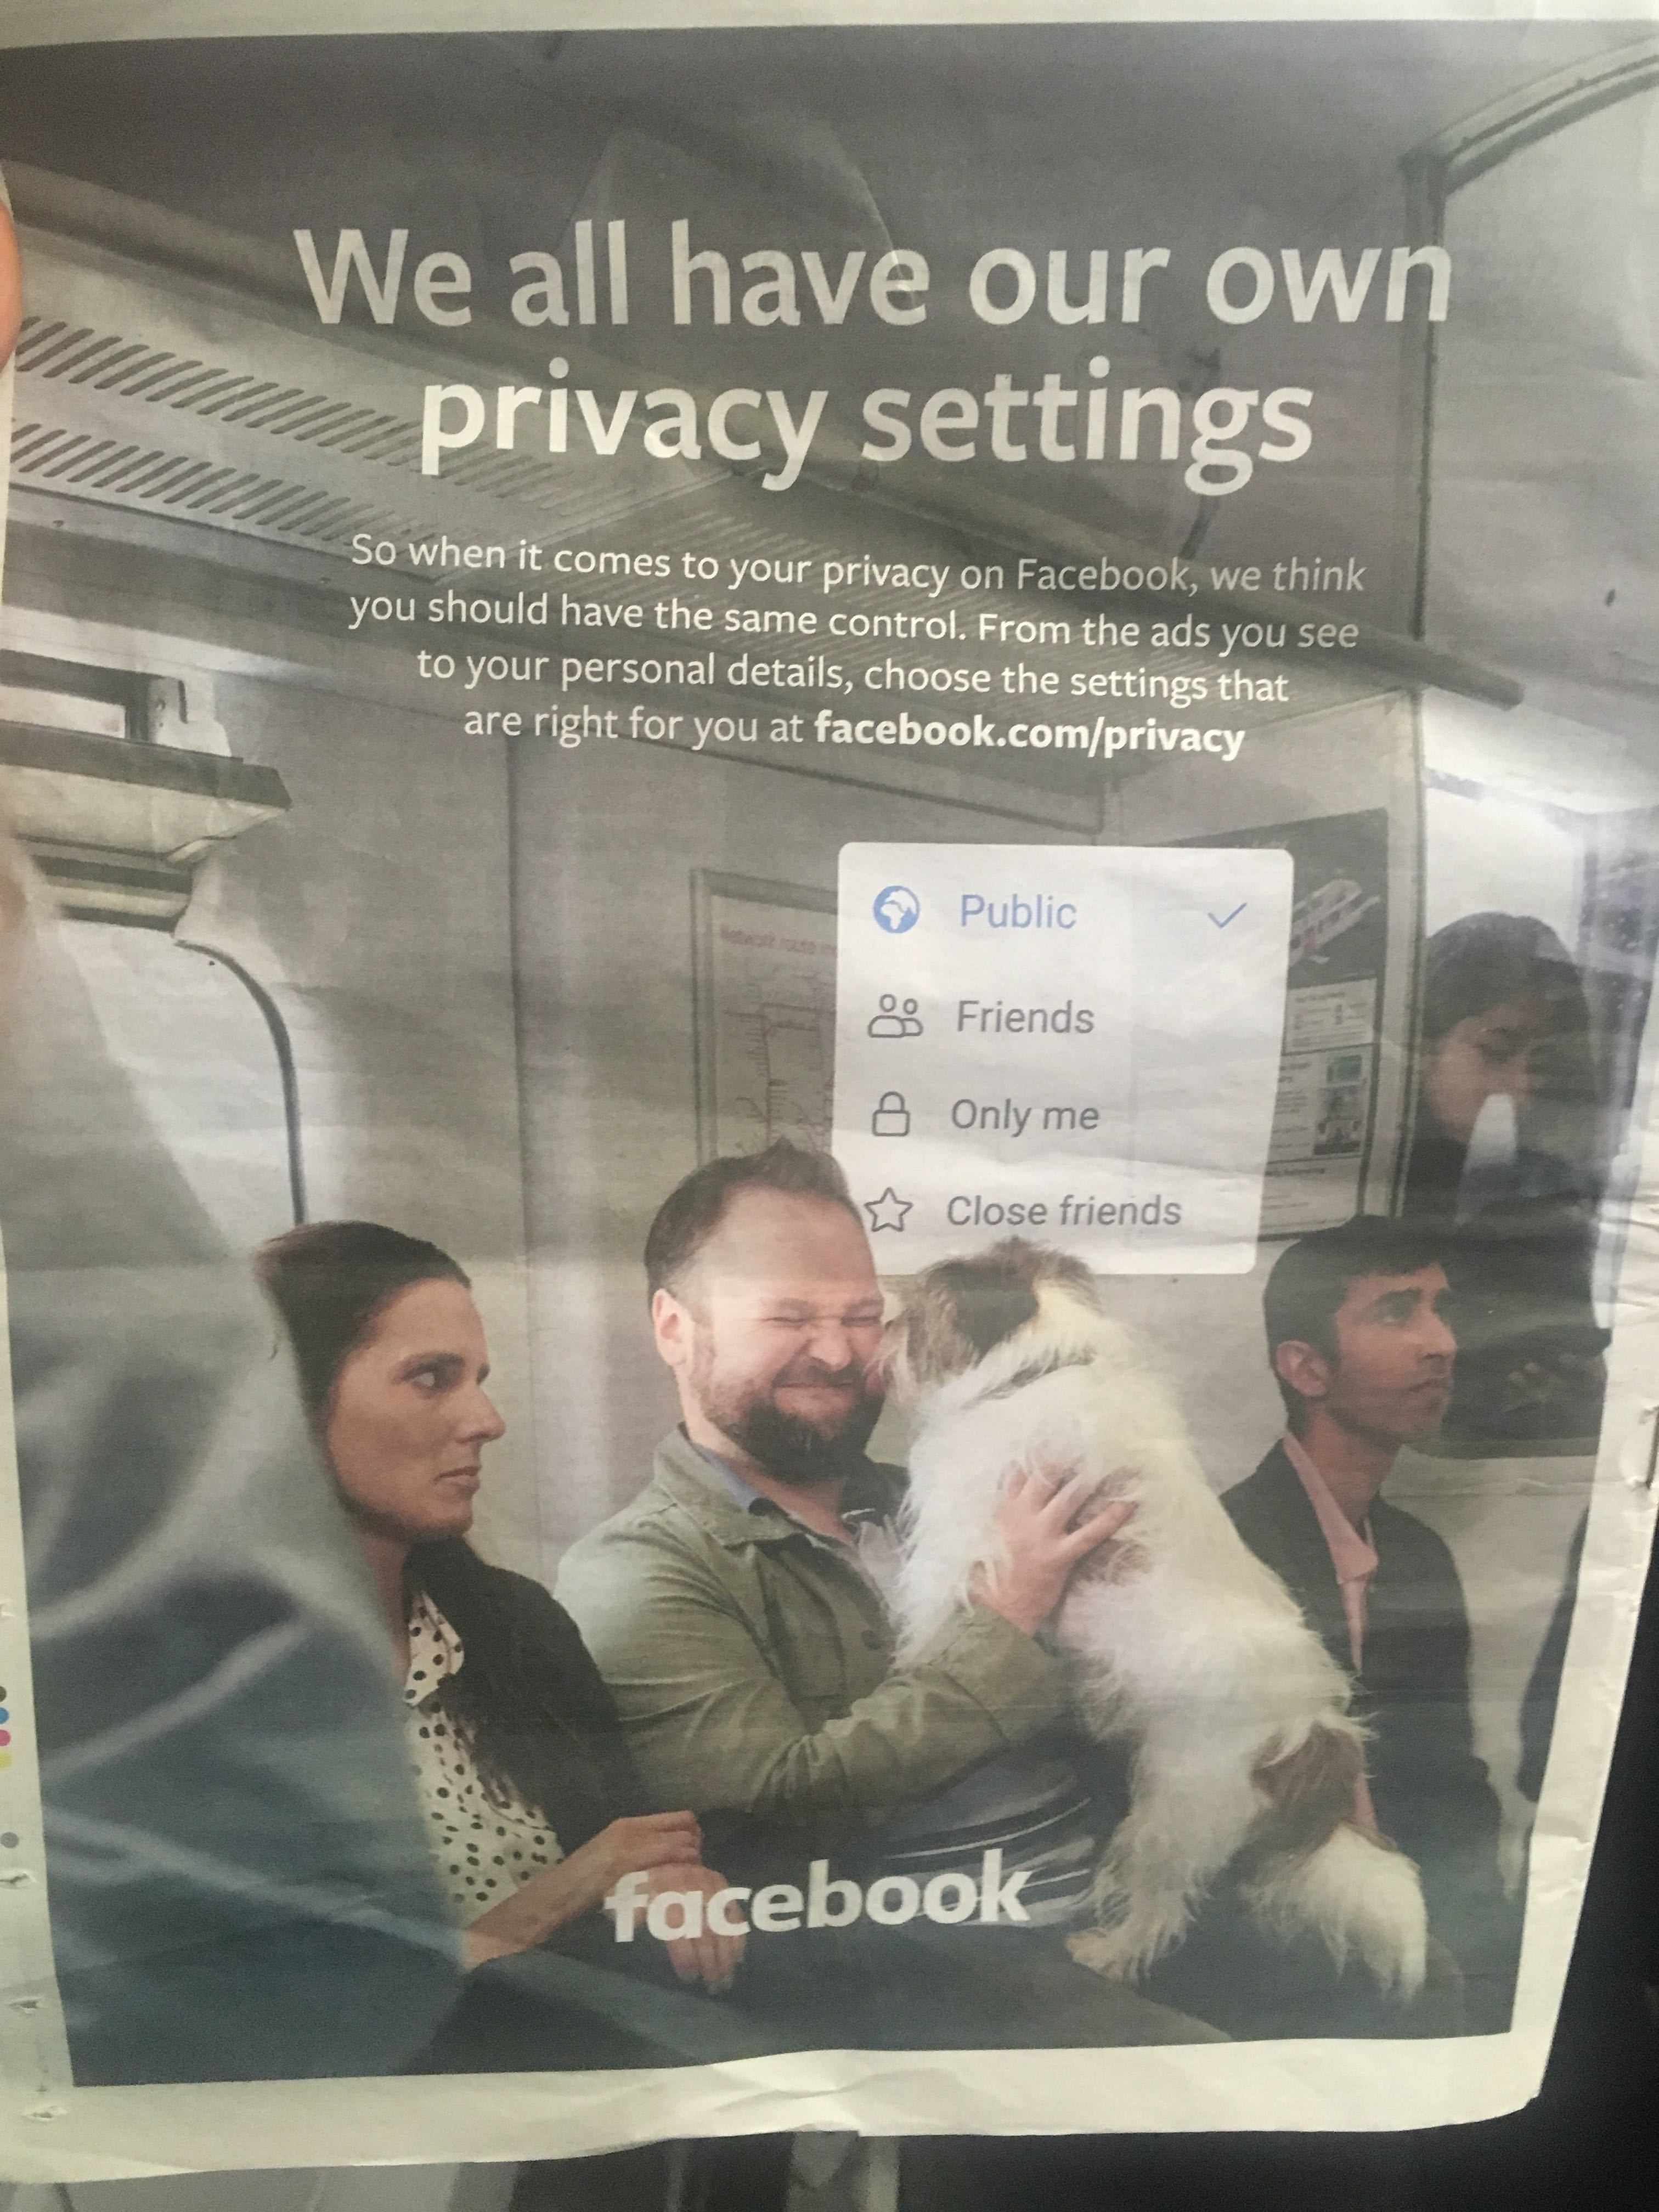 We all have our own
privacy settings
So when it comes to your privacy on Facebook, we think
you should have the same control. From the ads you see
to your personal details, choose the settings that
are right for you at facebook.com/privacy
Network route
Public
Friends
Only me
Close friends
facebook